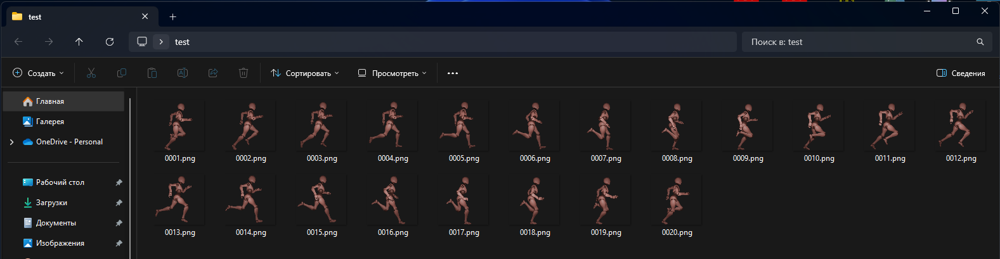 test
test
Поиск в: test
Создать
Сортировать
Просмотреть
Сведения
Главная
Галерея
OneDrive - Personal
Рабочий стол
Загрузки
Документы
Изображения
0001.png 0002.png 0003.png 0004.png 0005.png 0006.png 0007.png 0008.png 0009.png 0010.png 0011.png 0012.png
0013.png 0014.png 0015.png 0016.png 0017.png 0018.png 0019.png 0020.png